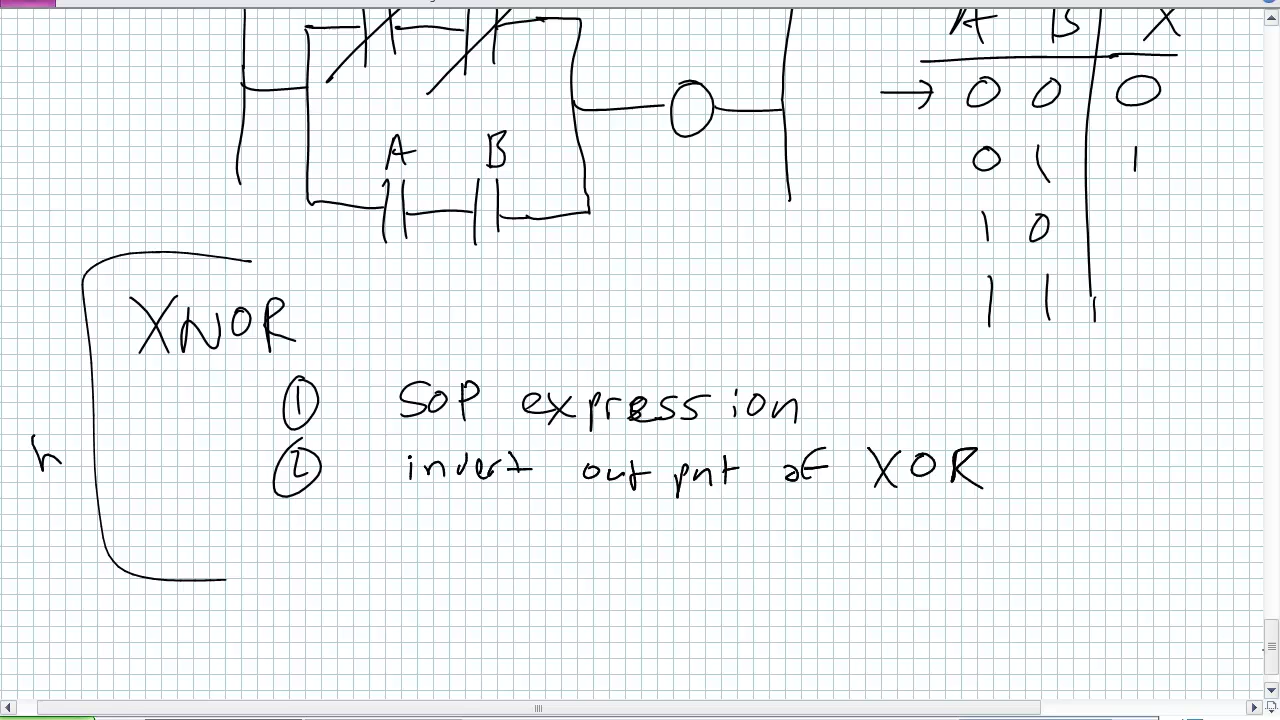 A B X
0 0 0
A B
0 1 1
1 0
1 1 1
XNOR
① SOP expression
② invert output of XOR
h